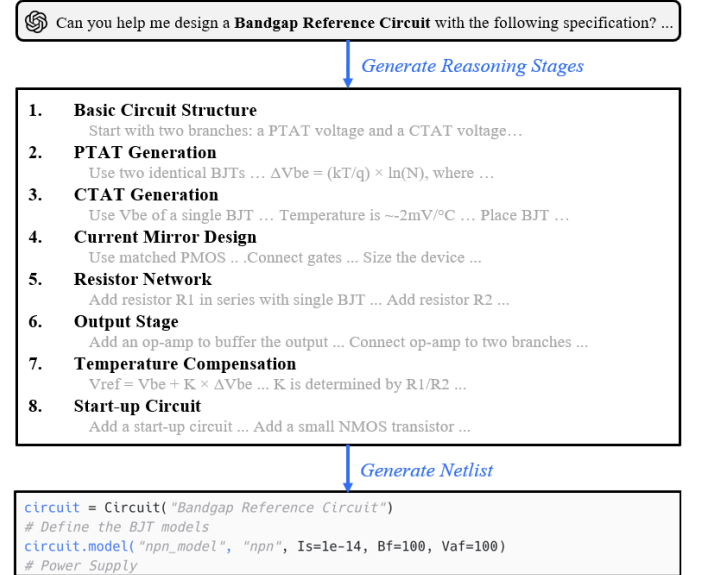 Can you help me design a Bandgap Reference Circuit with the following specification? ...
Generate Reasoning Stages
1. Basic Circuit Structure
Start with two branches: a PTAT voltage and a CTAT voltage…
2. PTAT Generation
Use two identical BJTs … ΔVbe = (kT/q) × ln(N), where …
3. CTAT Generation
Use Vbe of a single BJT … Temperature is ~-2mV/°C … Place BJT …
4. Current Mirror Design
Use matched PMOS .. .Connect gates ... Size the device ...
5. Resistor Network
Add resistor R1 in series with single BJT ... Add resistor R2 ...
6. Output Stage
Add an op-amp to buffer the output ... Connect op-amp to two branches ...
7. Temperature Compensation
Vref = Vbe + K × ΔVbe ... K is determined by R1/R2 ...
8. Start-up Circuit
Add a start-up circuit ... Add a small NMOS transistor ...
Generate Netlist
circuit = Circuit("Bandgap Reference Circuit")
# Define the BJT models
circuit.model("npn_model", "npn", Is=1e-14, Bf=100, Vaf=100)
# Power Supply